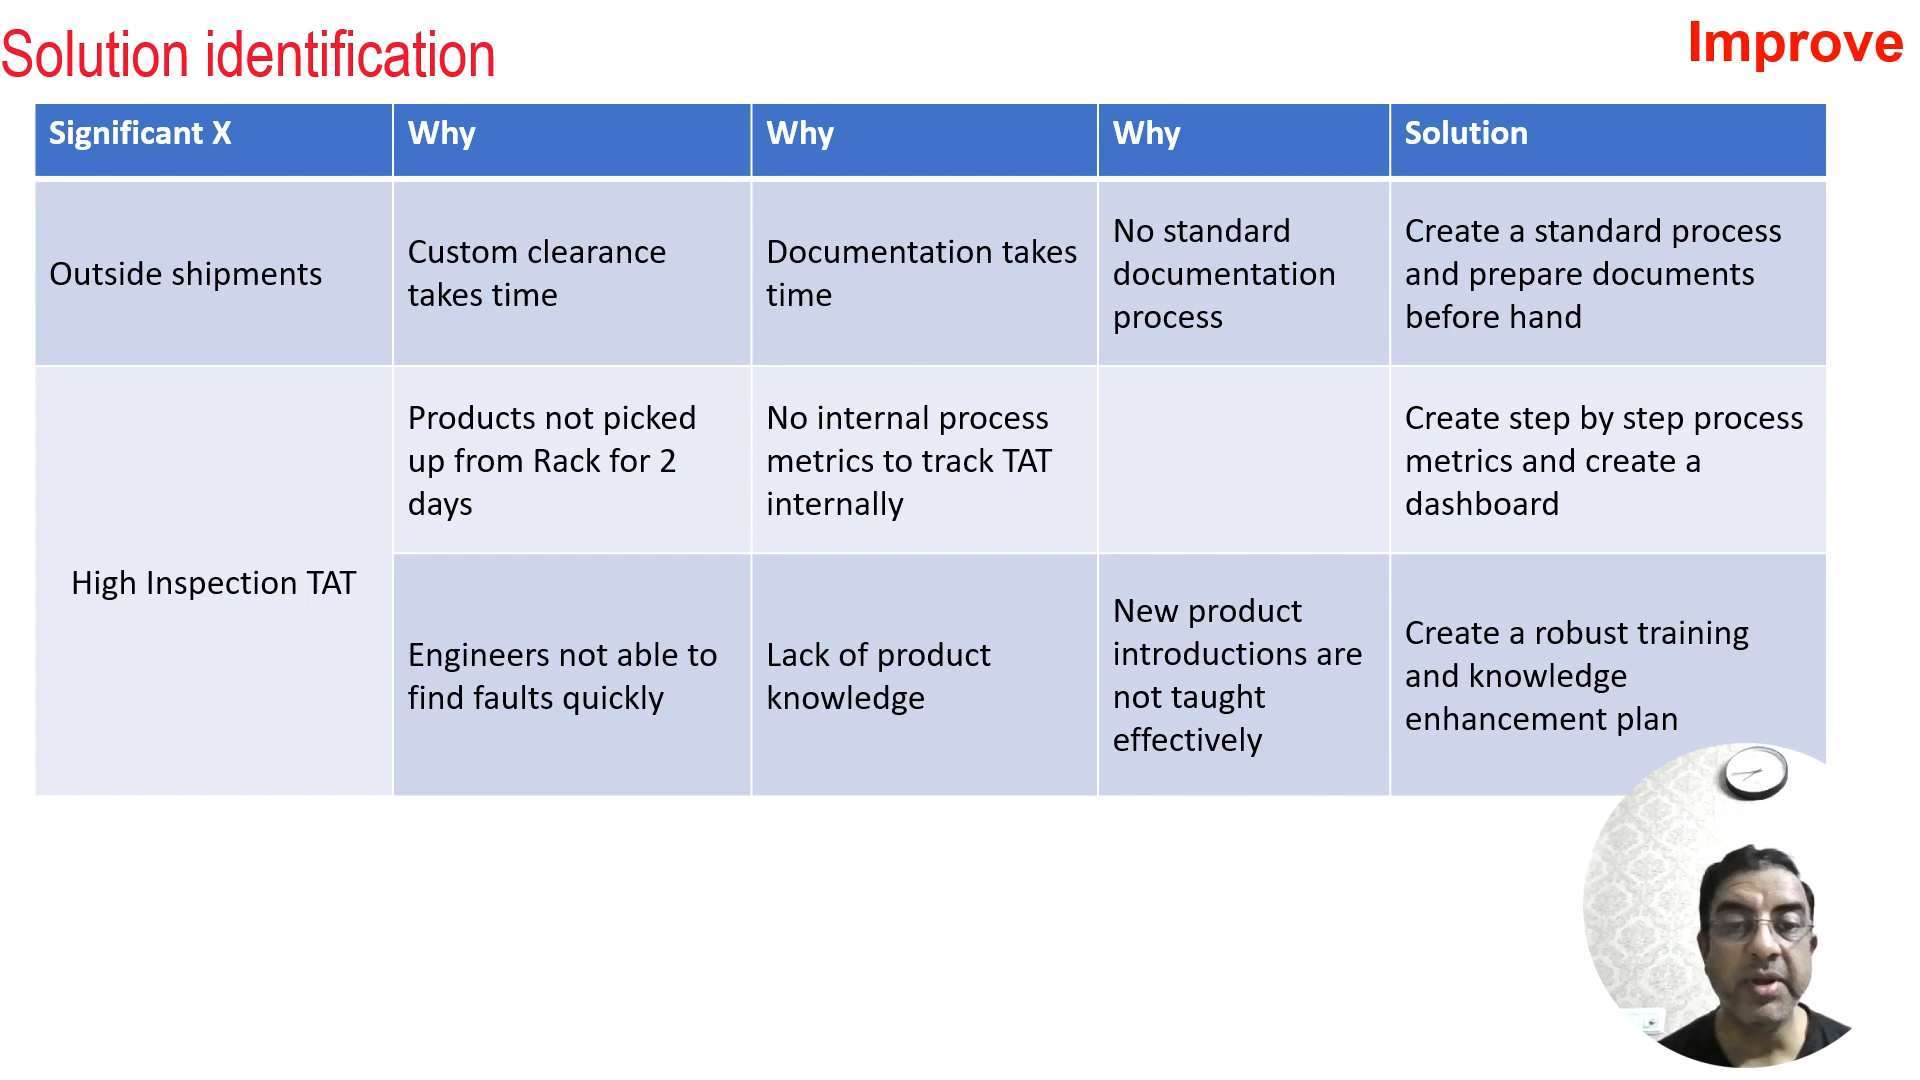 Solution identification
Improve
Significant X
Why
Why
Why
Solution
Outside shipments
Custom clearance
takes time
Documentation takes
time
No standard
documentation
process
Create a standard process
and prepare documents
before hand
High Inspection TAT
Products not picked
up from Rack for 2
days
No internal process
metrics to track TAT
internally
Create step by step process
metrics and create a
dashboard
Engineers not able to
find faults quickly
Lack of product
knowledge
New product
introductions are
not taught
effectively
Create a robust training
and knowledge
enhancement plan